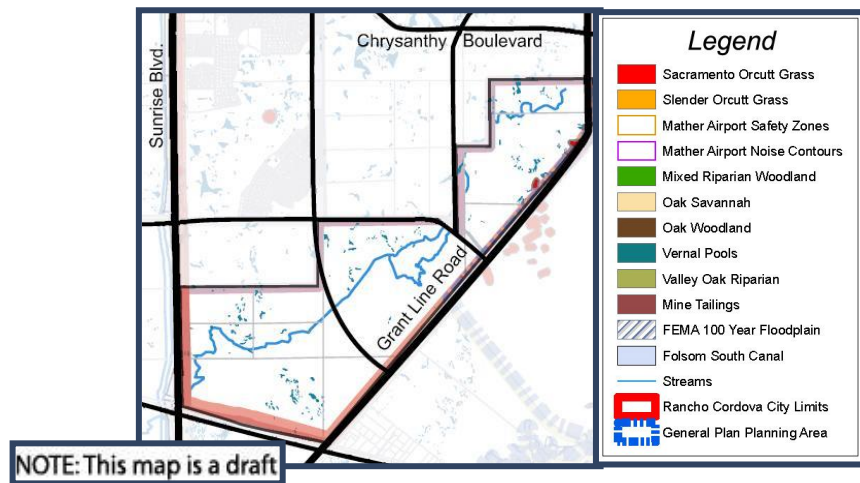 Chrysanthy Boulevard
Sunrise Blvd.
Grant Line Road
Legend
Sacramento Orcutt Grass
Slender Orcutt Grass
Mather Airport Safety Zones
Mather Airport Noise Contours
Mixed Riparian Woodland
Oak Savannah
Oak Woodland
Vernal Pools
Valley Oak Riparian
Mine Tailings
FEMA 100 Year Floodplain
Folsom South Canal
Streams
Rancho Cordova City Limits
General Plan Planning Area
NOTE: This map is a draft